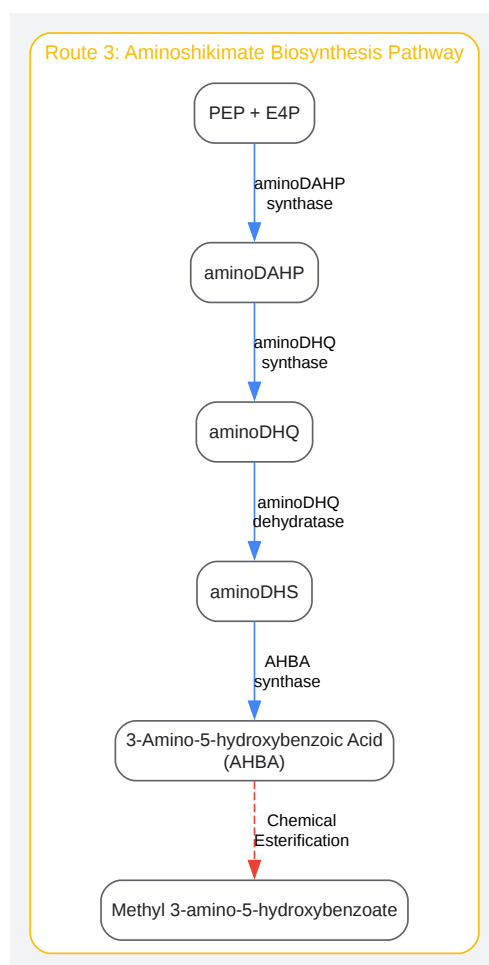 Route 3: Aminoshikimate Biosynthesis Pathway
PEP + E4P
aminoDAHP
synthase
aminoDAHP
aminoDHQ
synthase
aminoDHQ
aminoDHQ
dehydratase
aminoDHS
AHBA
synthase
3-Amino-5-hydroxybenzoic Acid
(AHBA)
Chemical
Esterification
Methyl 3-amino-5-hydroxybenzoate